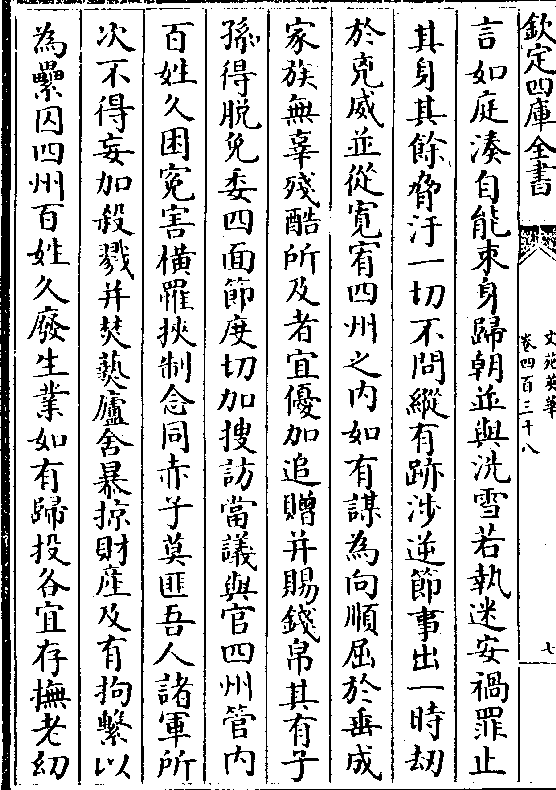 欽定四庫全書
文苑英華
卷四百三十八
七
言如庭湊自能束身歸朝並與洗雪若執迷安禍罪止
其身其餘脅汙一切不問縱有跡涉逆節事出一時劫
於兇威並從寬宥四州之内如有謀為向順屈於垂成
家族無辜殘酷所及者宜優加追贈并賜錢帛其有子
孫得脱免委四面節度切加搜訪當議與官四州管内
百姓久困寃害橫罹挾制念同赤子莫匪吾人諸軍所
次不得妄加殺戮并焚爇廬舍暴掠財産及有拘繫以
為纍囚四州百姓久廢生業如有歸投各宜存撫老幼